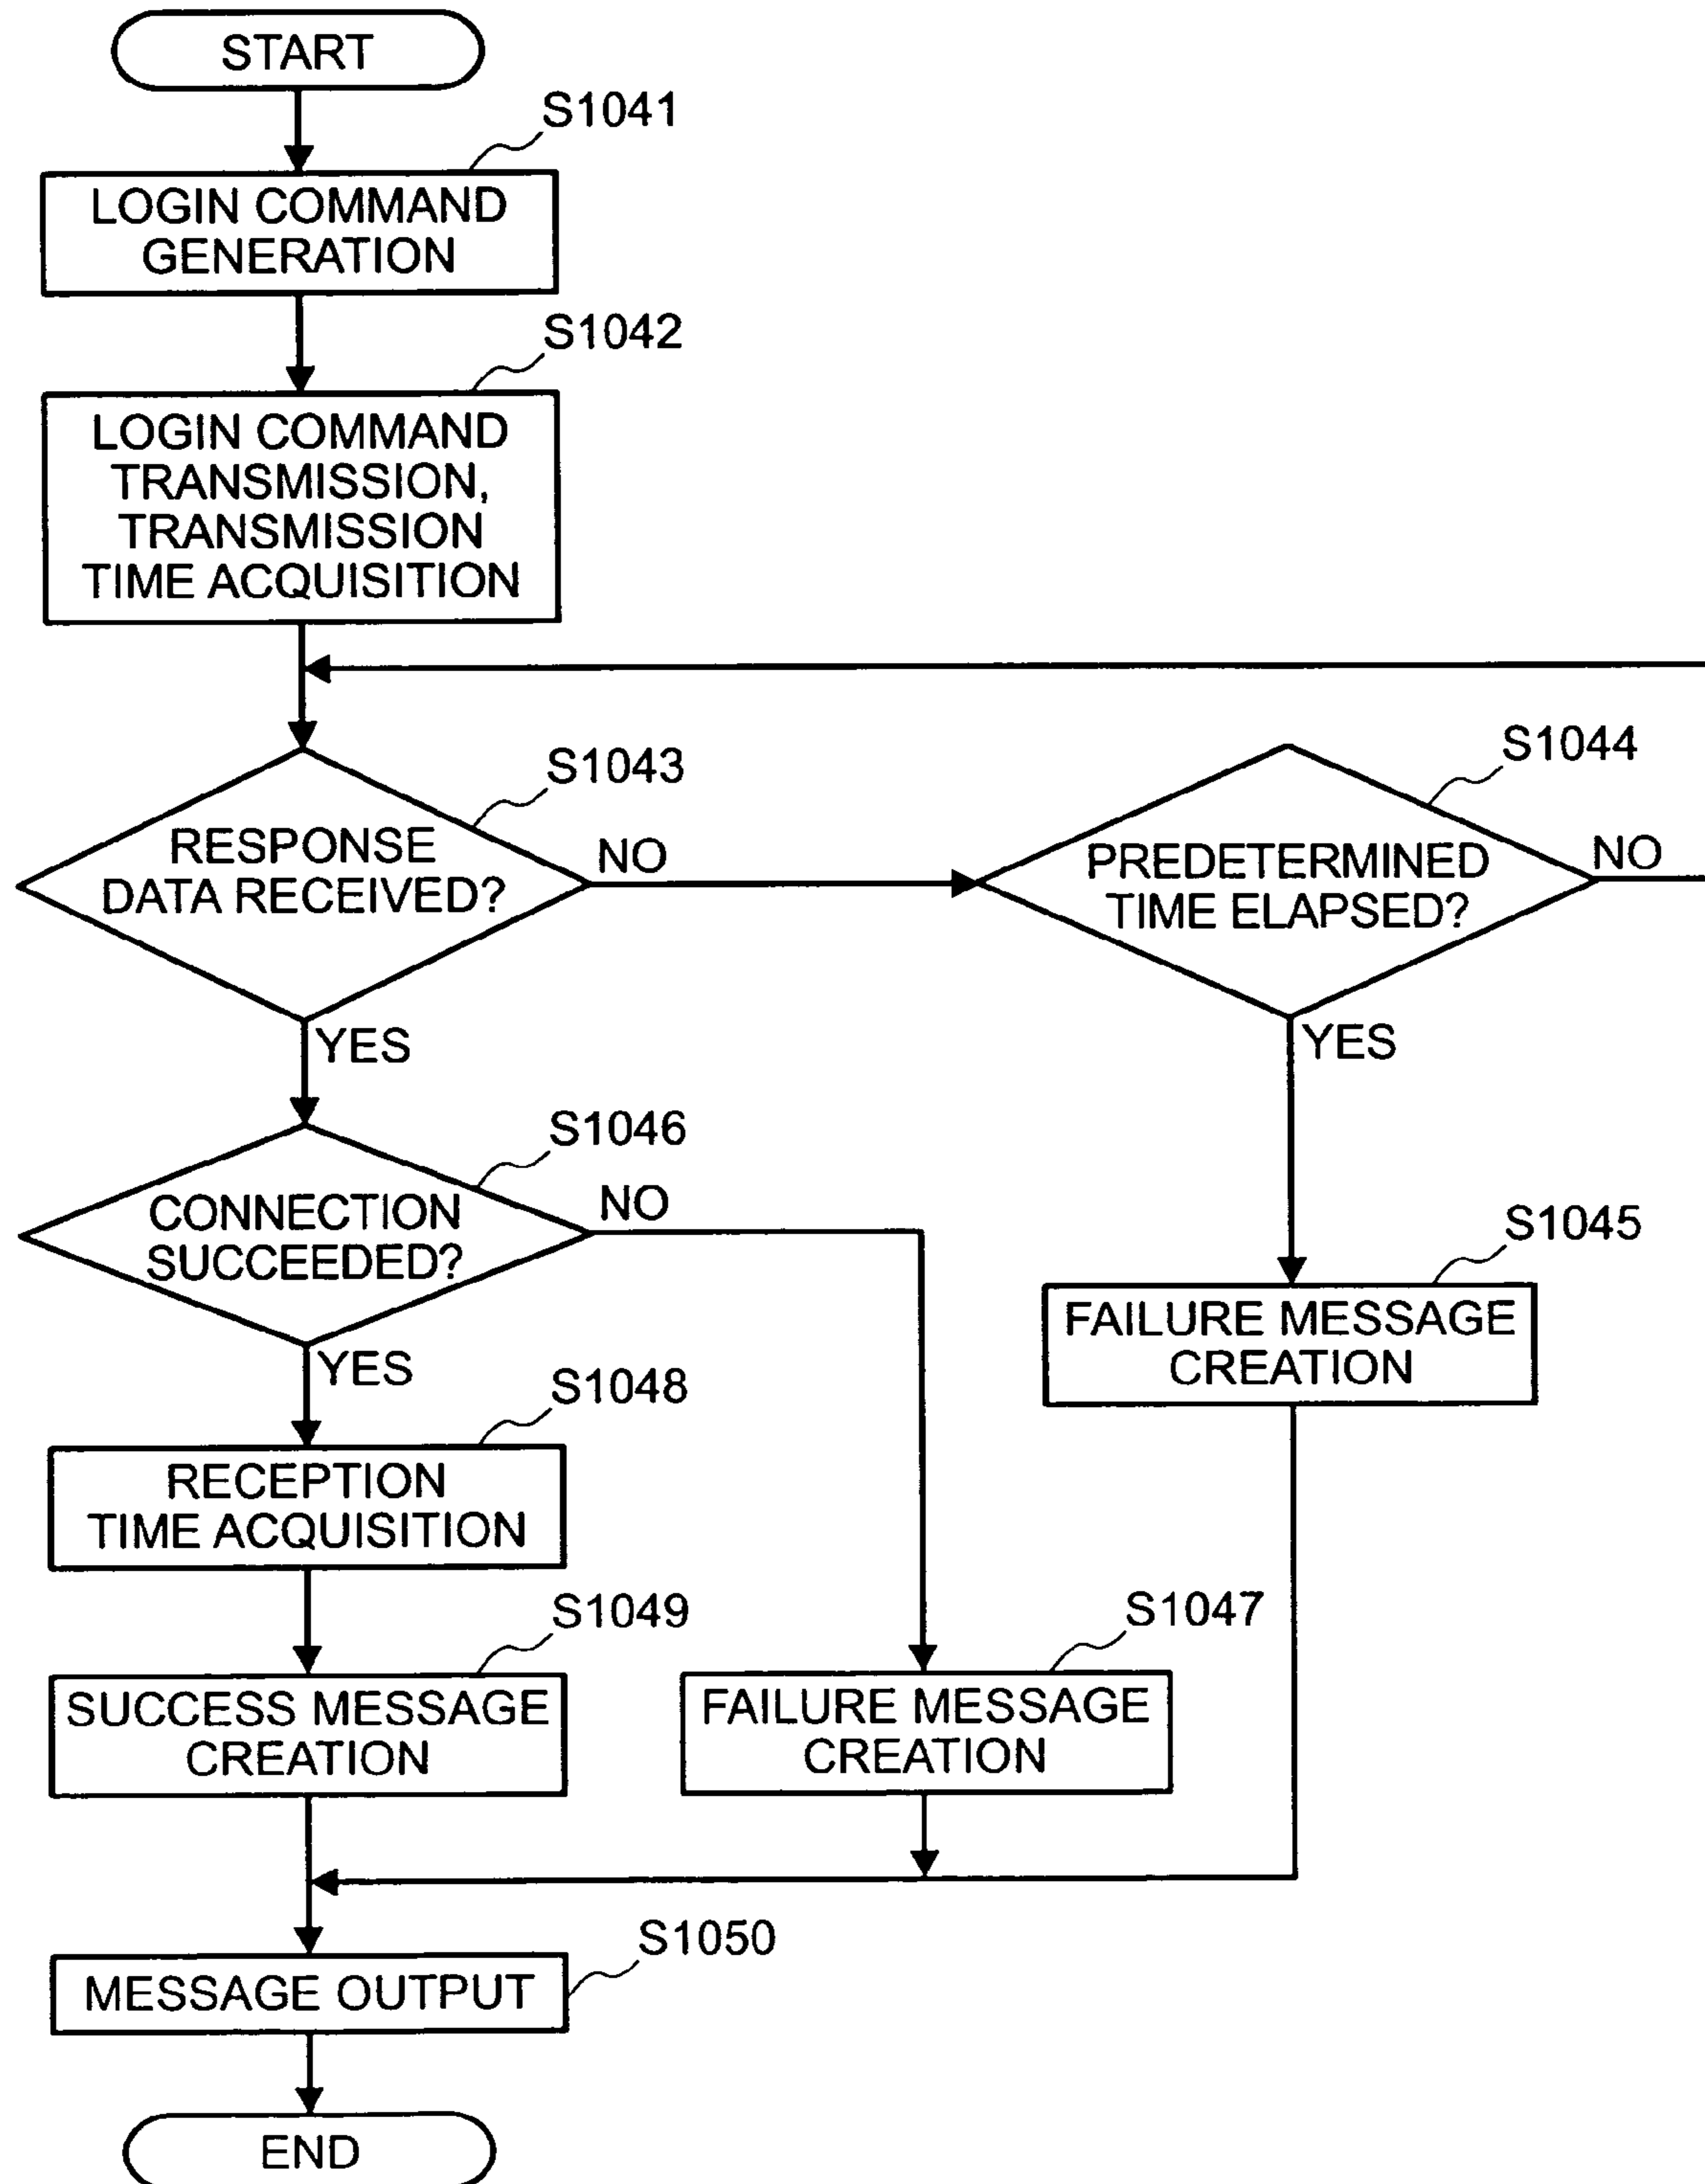 START
S1041
LOGIN COMMAND
GENERATION
S1042
LOGIN COMMAND
TRANSMISSION,
TRANSMISSION
TIME ACQUISITION
S1043
RESPONSE
DATA RECEIVED?
NO
YES
S1044
PREDETERMINED
TIME ELAPSED?
NO
YES
S1046
CONNECTION
SUCCEEDED?
NO
YES
S1045
FAILURE MESSAGE
CREATION
S1048
RECEPTION
TIME ACQUISITION
S1049
SUCCESS MESSAGE
CREATION
S1047
FAILURE MESSAGE
CREATION
S1050
MESSAGE OUTPUT
END